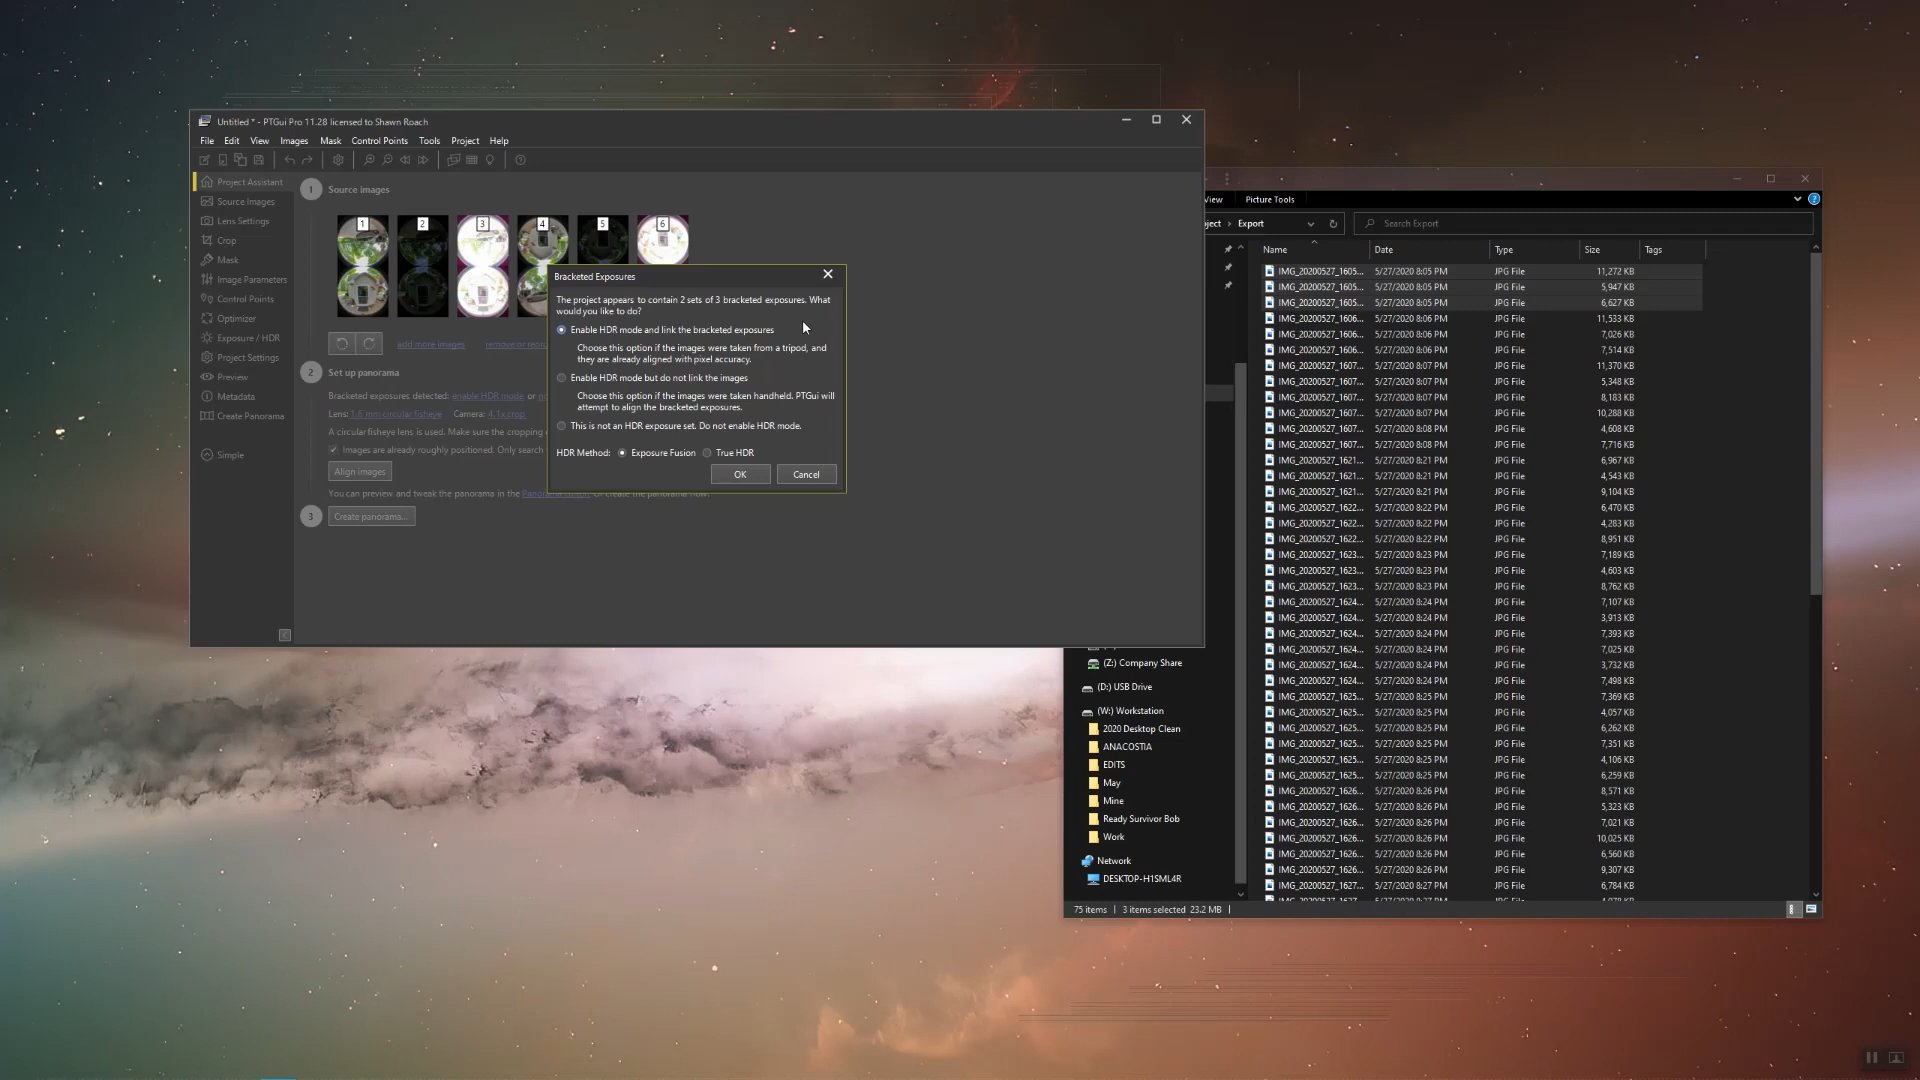 Untitled * - PTGui Pro 11.28 licensed to Shawn Roach
File Edit View Images Mask Control Points Tools Project Help
Project Assistant
Source Images
Lens Settings
Crop
Mask
Image Parameters
Control Points
Optimizer
Exposure / HDR
Project Settings
Preview
Metadata
Create Panorama
Simple
1 Source images
1 2 3 4 5 6
add more images
2 Set up panorama
Bracketed exposures detected: enable HDR mode or
Lens: 1.6 mm circular fisheye Camera: 4.1x crop
A circular fisheye lens is used. Make sure the cropping
Images are already roughly positioned. Only search
Align images
You can preview and tweak the panorama in the
3 Create panorama...
Bracketed Exposures
The project appears to contain 2 sets of 3 bracketed exposures. What
would you like to do?
Enable HDR mode and link the bracketed exposures
Choose this option if the images were taken from a tripod, and
they are already aligned with pixel accuracy.
Enable HDR mode but do not link the images
Choose this option if the images were taken handheld. PTGui will
attempt to align the bracketed exposures.
This is not an HDR exposure set. Do not enable HDR mode.
HDR Method: Exposure Fusion True HDR
OK Cancel
View Picture Tools
ject › Export Search Export
Name Date Type Size Tags
IMG_20200527_1605... 5/27/2020 8:05 PM JPG File 11,272 KB
IMG_20200527_1605... 5/27/2020 8:05 PM JPG File 5,947 KB
IMG_20200527_1605... 5/27/2020 8:05 PM JPG File 6,627 KB
IMG_20200527_1606... 5/27/2020 8:06 PM JPG File 11,533 KB
IMG_20200527_1606... 5/27/2020 8:06 PM JPG File 7,026 KB
IMG_20200527_1606... 5/27/2020 8:06 PM JPG File 7,514 KB
IMG_20200527_1607... 5/27/2020 8:07 PM JPG File 11,370 KB
IMG_20200527_1607... 5/27/2020 8:07 PM JPG File 5,348 KB
IMG_20200527_1607... 5/27/2020 8:07 PM JPG File 8,183 KB
IMG_20200527_1607... 5/27/2020 8:07 PM JPG File 10,288 KB
IMG_20200527_1607... 5/27/2020 8:07 PM JPG File 4,608 KB
IMG_20200527_1607... 5/27/2020 8:07 PM JPG File 7,716 KB
IMG_20200527_1621... 5/27/2020 8:21 PM JPG File 6,967 KB
IMG_20200527_1621... 5/27/2020 8:21 PM JPG File 4,543 KB
IMG_20200527_1621... 5/27/2020 8:21 PM JPG File 9,104 KB
IMG_20200527_1622... 5/27/2020 8:22 PM JPG File 6,470 KB
IMG_20200527_1622... 5/27/2020 8:22 PM JPG File 4,283 KB
IMG_20200527_1622... 5/27/2020 8:22 PM JPG File 8,951 KB
IMG_20200527_1623... 5/27/2020 8:23 PM JPG File 7,189 KB
IMG_20200527_1623... 5/27/2020 8:23 PM JPG File 4,603 KB
IMG_20200527_1623... 5/27/2020 8:23 PM JPG File 8,762 KB
IMG_20200527_1624... 5/27/2020 8:24 PM JPG File 7,107 KB
IMG_20200527_1624... 5/27/2020 8:24 PM JPG File 3,913 KB
IMG_20200527_1624... 5/27/2020 8:24 PM JPG File 7,393 KB
IMG_20200527_1624... 5/27/2020 8:24 PM JPG File 7,025 KB
IMG_20200527_1624... 5/27/2020 8:24 PM JPG File 3,732 KB
IMG_20200527_1624... 5/27/2020 8:24 PM JPG File 7,498 KB
IMG_20200527_1625... 5/27/2020 8:25 PM JPG File 7,369 KB
IMG_20200527_1625... 5/27/2020 8:25 PM JPG File 4,057 KB
IMG_20200527_1625... 5/27/2020 8:25 PM JPG File 6,262 KB
IMG_20200527_1625... 5/27/2020 8:25 PM JPG File 7,351 KB
IMG_20200527_1625... 5/27/2020 8:25 PM JPG File 4,106 KB
IMG_20200527_1625... 5/27/2020 8:25 PM JPG File 6,259 KB
IMG_20200527_1626... 5/27/2020 8:26 PM JPG File 8,571 KB
IMG_20200527_1626... 5/27/2020 8:26 PM JPG File 5,323 KB
IMG_20200527_1626... 5/27/2020 8:26 PM JPG File 7,021 KB
IMG_20200527_1626... 5/27/2020 8:26 PM JPG File 10,025 KB
IMG_20200527_1626... 5/27/2020 8:26 PM JPG File 6,560 KB
IMG_20200527_1626... 5/27/2020 8:26 PM JPG File 9,307 KB
IMG_20200527_1627... 5/27/2020 8:27 PM JPG File 6,784 KB
(Z:) Company Share
(D:) USB Drive
(W:) Workstation
2020 Desktop Clean
ANACOSTIA
EDITS
May
Mine
Ready Survivor Bob
Work
Network
DESKTOP-H1SML4R
75 items 3 items selected 23.2 MB